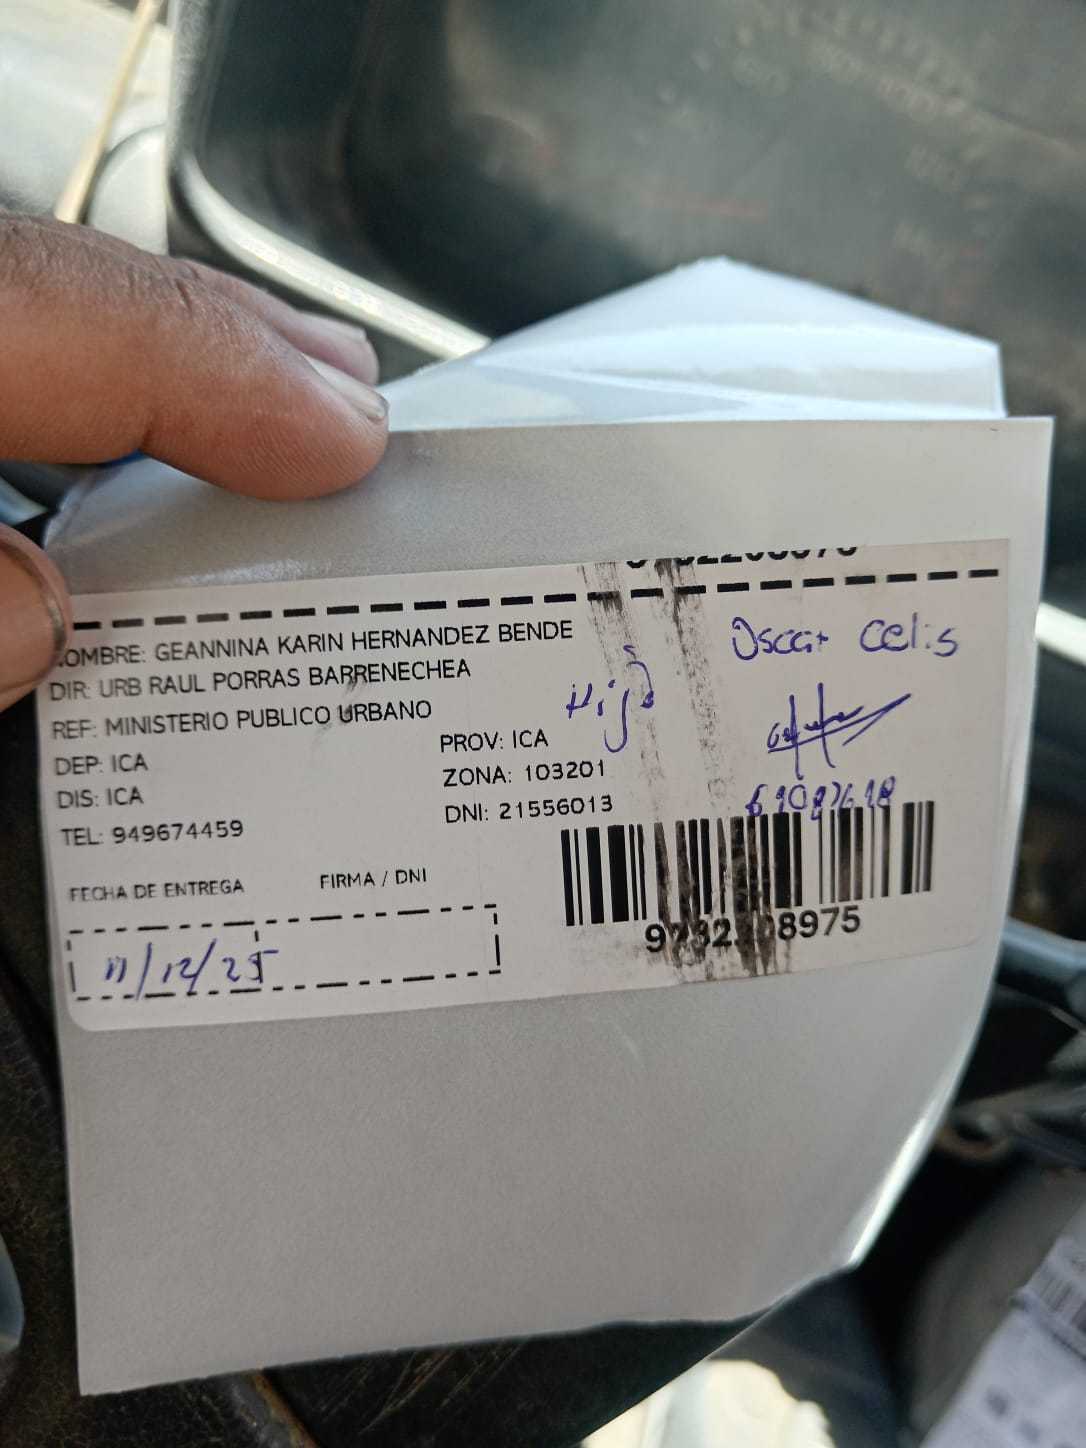 NOMBRE: GEANNINA KARIN HERNANDEZ BENDE
DIR: URB RAUL PORRAS BARRENECHEA
REF: MINISTERIO PUBLICO URBANO
DEP: ICA
PROV: ICA
DIS: ICA
ZONA: 103201
TEL: 949674459
DNI: 21556013
Oscar Celis
Hijo
FECHA DE ENTREGA
FIRMA / DNI
11/12/25